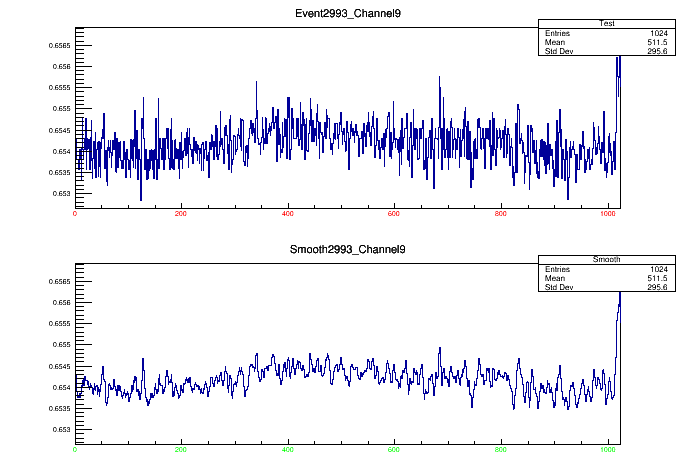 Event2993_Channel9
Test
Entries 1024
Mean 511.5
Std Dev 295.6
0.6565
0.656
0.6555
0.655
0.6545
0.654
0.6535
0.653
0 200 400 600 800 1000
Smooth2993_Channel9
Smooth
Entries 1024
Mean 511.5
Std Dev 295.6
0.6565
0.656
0.6555
0.655
0.6545
0.654
0.6535
0.653
0 200 400 600 800 1000